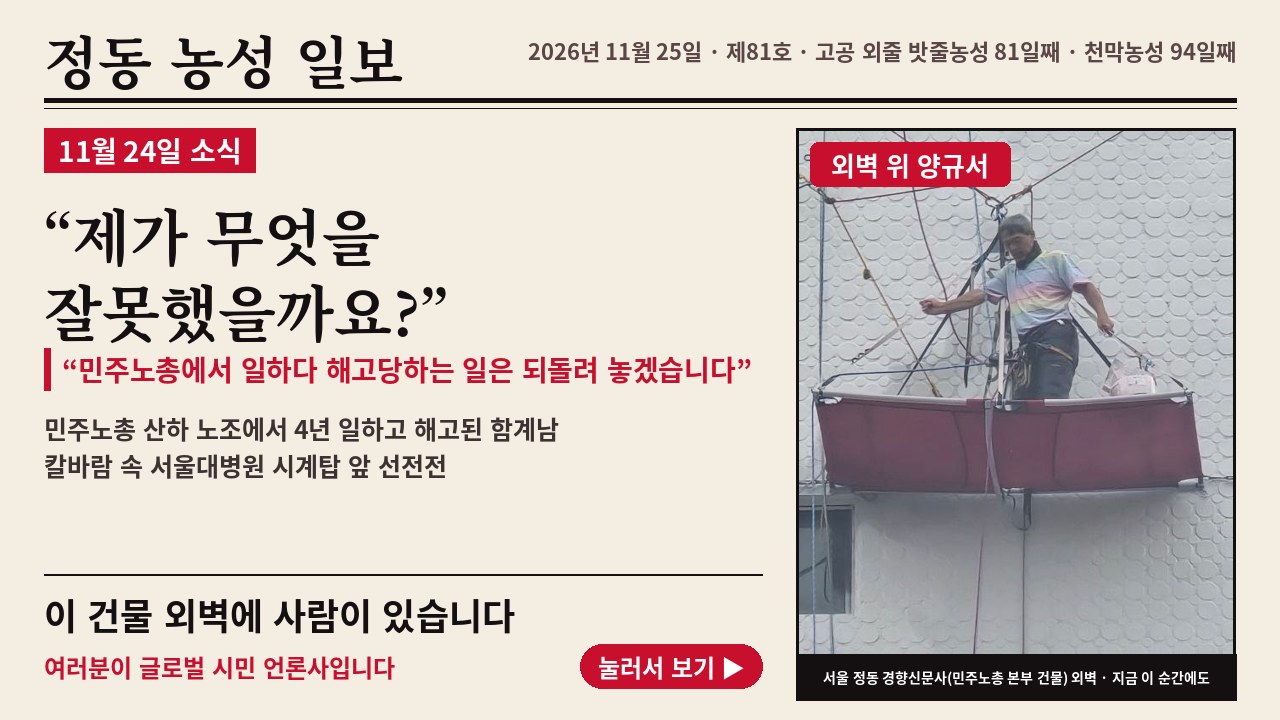 정동 농성 일보
2026년 11월 25일 · 제81호 · 고공 외줄 밧줄농성 81일째 · 천막농성 94일째
11월 24일 소식
“제가 무엇을
잘못했을까요?”
“민주노총에서 일하다 해고당하는 일은 되돌려 놓겠습니다”
민주노총 산하 노조에서 4년 일하고 해고된 함계남
칼바람 속 서울대병원 시계탑 앞 선전전
이 건물 외벽에 사람이 있습니다
여러분이 글로벌 시민 언론사입니다
눌러서 보기 ▶
외벽 위 양규서
서울 정동 경향신문사(민주노총 본부 건물) 외벽 · 지금 이 순간에도